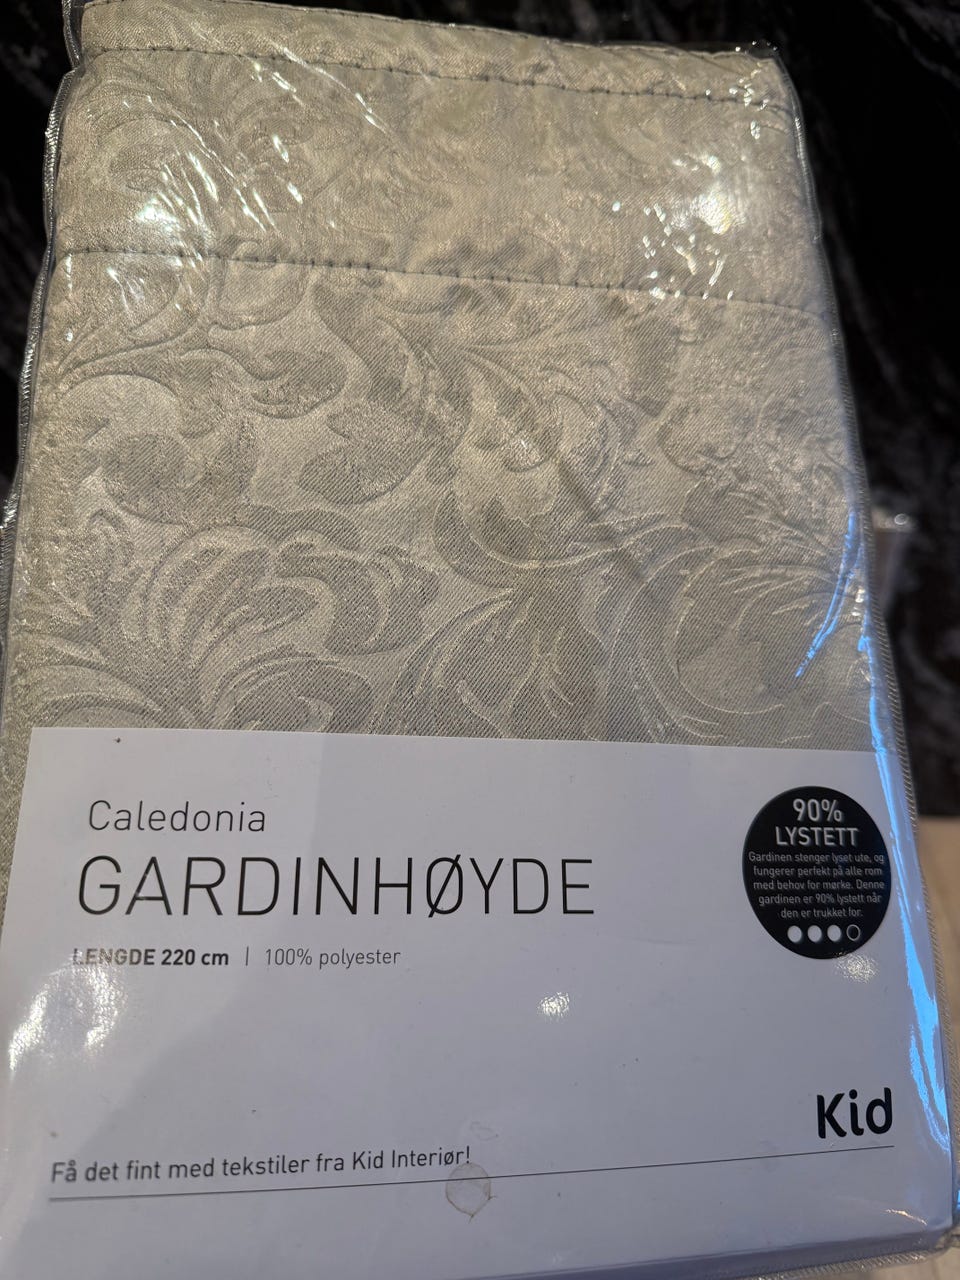 Caledonia
GARDINHØYDE
LENGDE 220 cm | 100% polyester
90%
LYSTETT
Gardinen stenger lyset ute, og
fungerer perfekt på alle rom
med behov for mørke. Denne
gardinen er 90% lystett når
den er trukket for.
Kid
Få det fint med tekstiler fra Kid Interiør!